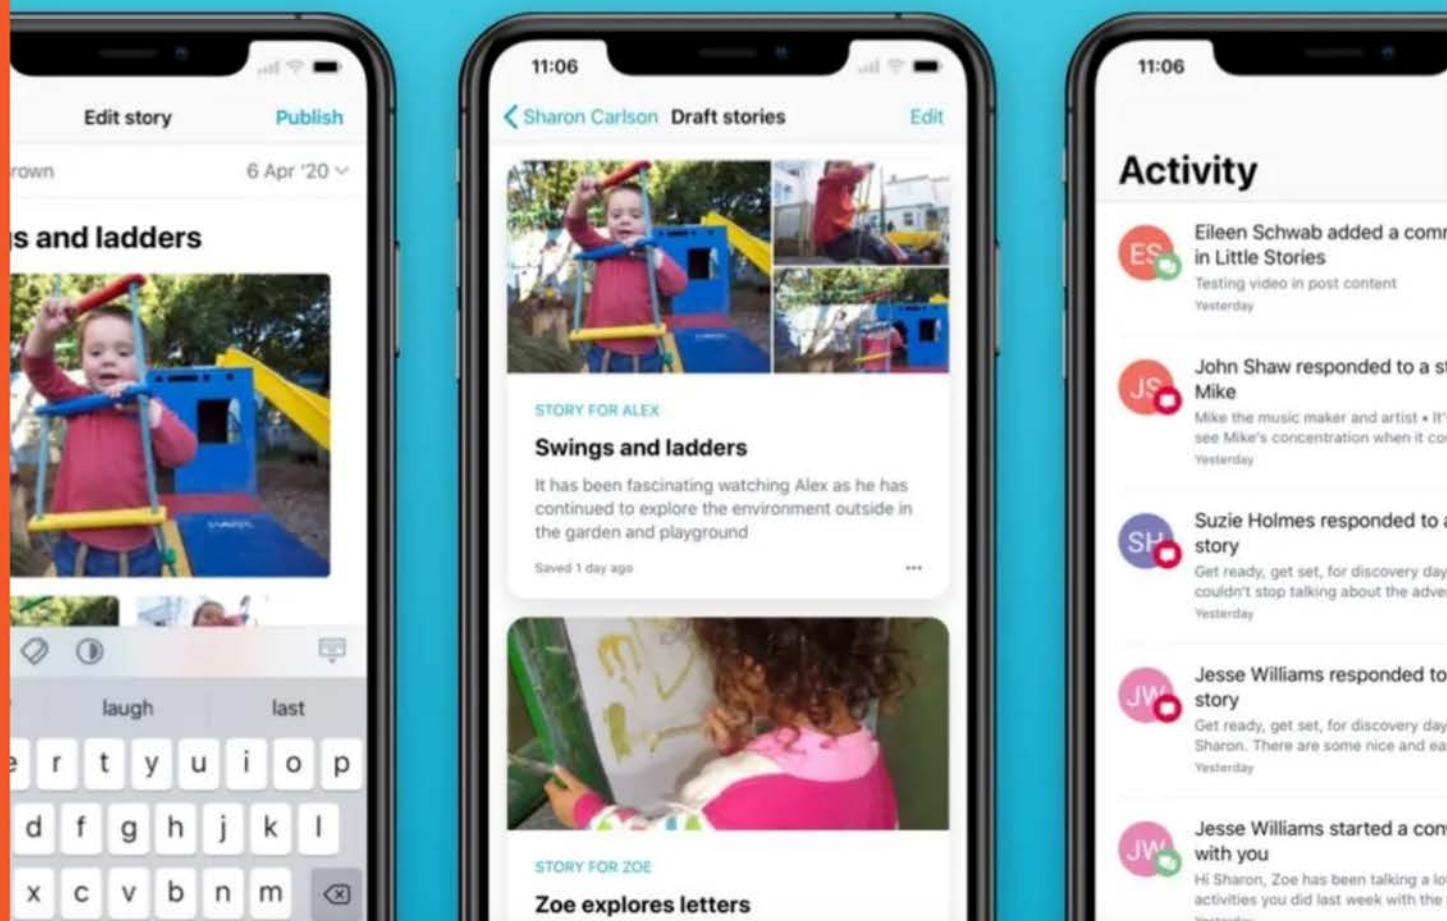 Edit story
Publish
rown
6 Apr '20
s and ladders
laugh
last
r t y u i o p
d f g h j k l
x c v b n m
11:06
Sharon Carlson Draft stories Edit
STORY FOR ALEX
Swings and ladders
It has been fascinating watching Alex as he has
continued to explore the environment outside in
the garden and playground
Saved 1 day ago
STORY FOR ZOE
Zoe explores letters
11:06
Activity
ES
Eileen Schwab added a comm
in Little Stories
Testing video in post content
Yesterday
JS
John Shaw responded to a st
Mike
Mike the music maker and artist • It'
see Mike's concentration when it co
Yesterday
SH
Suzie Holmes responded to a
story
Get ready, get set, for discovery day
couldn't stop talking about the adve
Yesterday
JW
Jesse Williams responded to
story
Get ready, get set, for discovery day
Sharon. There are some nice and ea
Yesterday
JW
Jesse Williams started a con
with you
Hi Sharon, Zoe has been talking a lo
activities you did last week with the